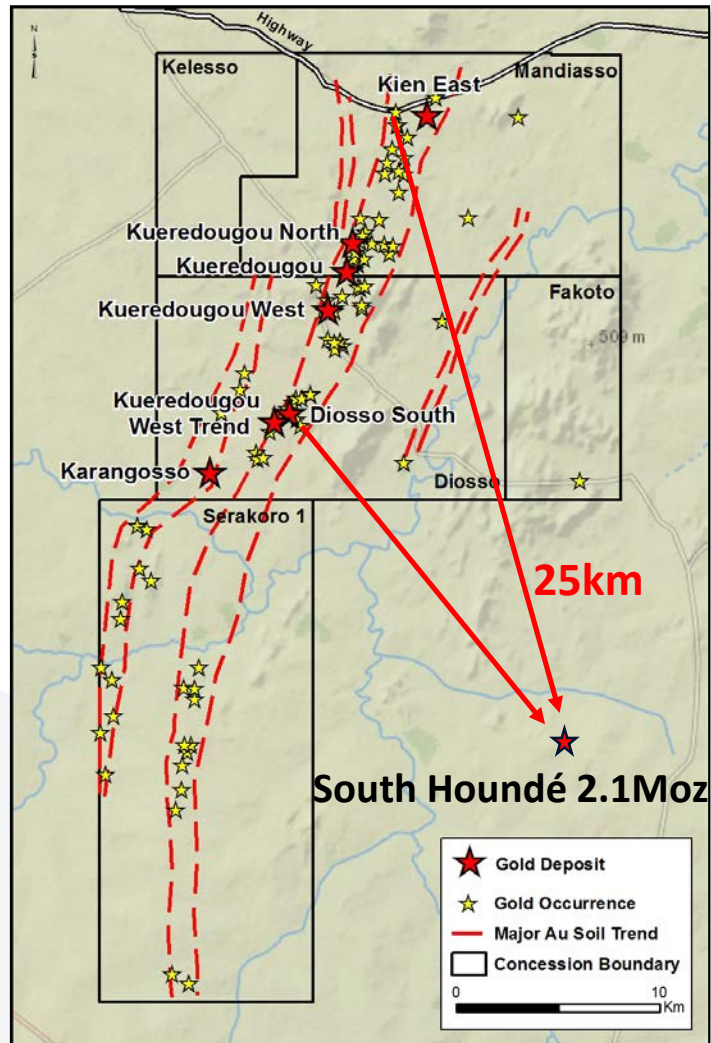 N
Highway
Kelesso
Mandiasso
Kien East
Kueredougou North
Kueredougou
Kueredougou West
Fakoto
509 m
Kueredougou
West Trend
Diosso South
Karangosso
Diosso
Serakoro 1
25km
South Houndé 2.1Moz
Gold Deposit
Gold Occurrence
Major Au Soil Trend
Concession Boundary
0 10
Km